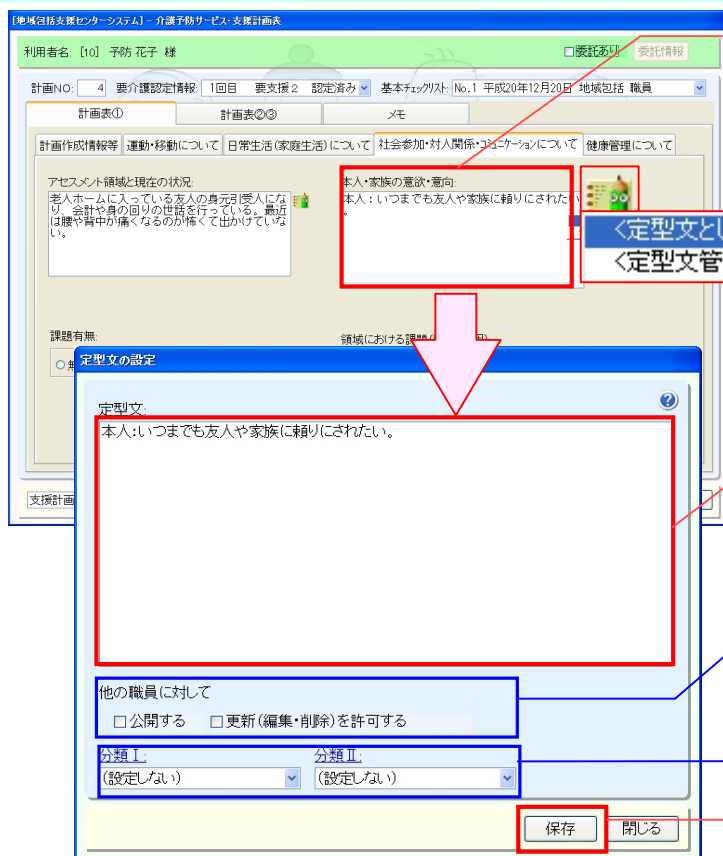 [地域包括支援センターシステム] - 介護予防サービス・支援計画表
利用者名: [10] 予防 花子 様
□委託あり 委託情報
計画NO: 4 要介護認定情報: 1回目 要支援2 認定済み 基本チェックリスト: No.1 平成20年12月20日 地域包括 職員
計画表① 計画表②③ メモ
計画作成情報等 運動・移動について 日常生活(家庭生活)について 社会参加・対人関係・コミュニケーションについて 健康管理について
アセスメント領域と現在の状況:
老人ホームに入っている友人の身元引受人にな
り、会計や身の回りの世話を行っている。最近
は腰や背中が痛くなるのが怖くて出かけていな
い。
本人・家族の意欲・意向:
本人:いつまでも友人や家族に頼りにされたい
。
<定型文とし
<定型文管
課題有無:
領域における課題
○無
定型文の設定
定型文:
本人:いつまでも友人や家族に頼りにされたい。
他の職員に対して
□公開する □更新(編集・削除)を許可する
分類Ⅰ: 分類Ⅱ:
(設定しない) (設定しない)
支援計画
保存 閉じる